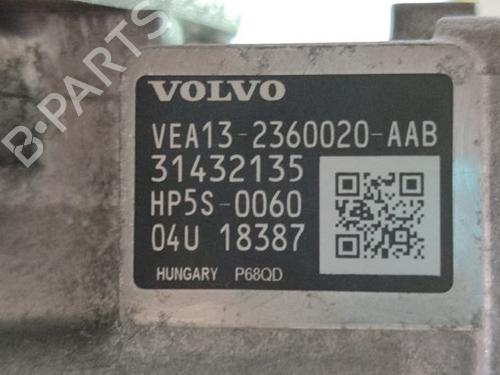 VOLVO
VEA13-2360020-AAB
31432135
HP5S-0060
04U 18387
HUNGARY P68QD
B-PARTS